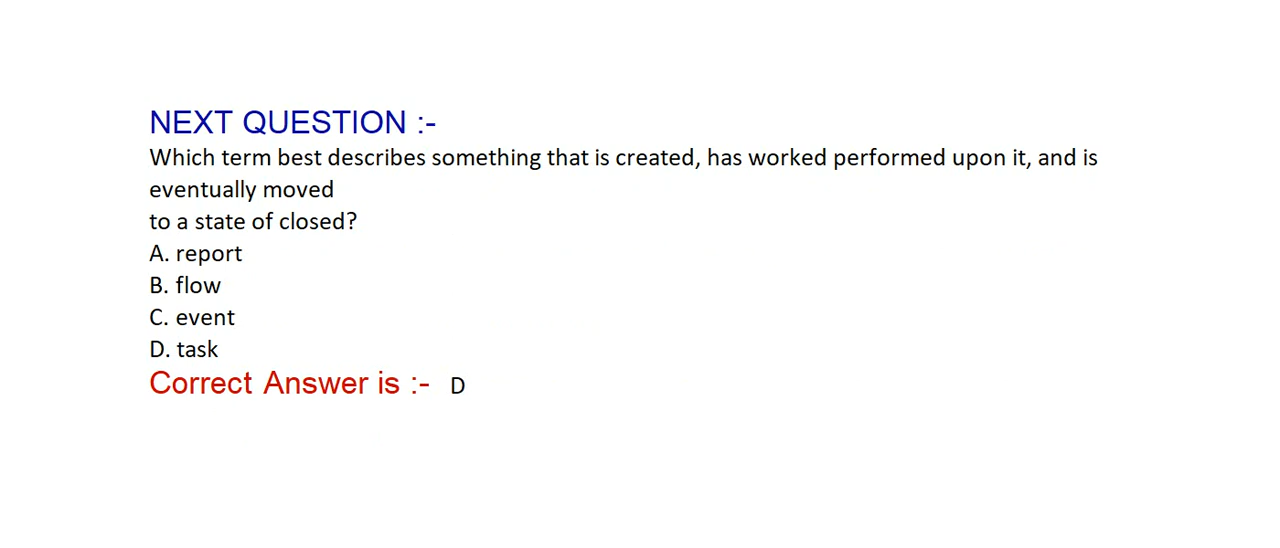 NEXT QUESTION :-
Which term best describes something that is created, has worked performed upon it, and is
eventually moved
to a state of closed?
A. report
B. flow
C. event
D. task
Correct Answer is :- D